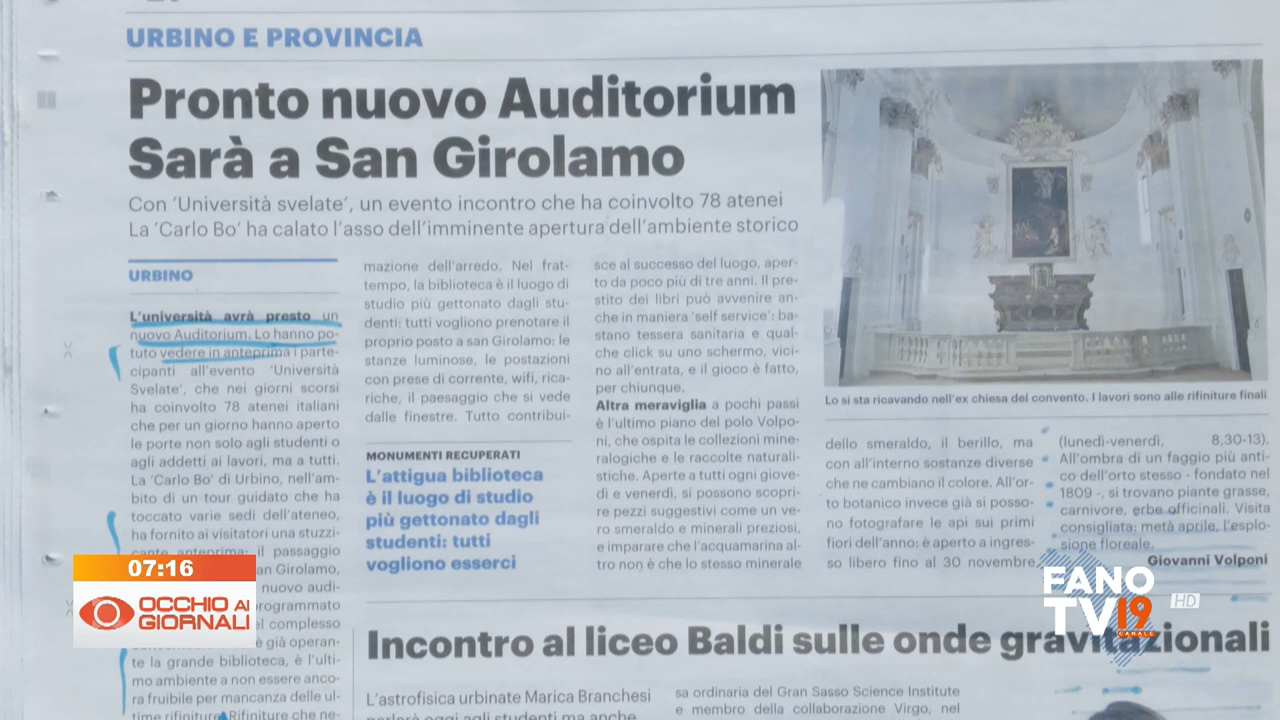 URBINO E PROVINCIA
Pronto nuovo Auditorium
Sarà a San Girolamo
Con 'Università svelate', un evento incontro che ha coinvolto 78 atenei
La 'Carlo Bo' ha calato l'asso dell'imminente apertura dell'ambiente storico
URBINO
L'università avrà presto un
nuovo Auditorium. Lo hanno po-
tuto vedere in anteprima i parte-
cipanti all'evento 'Università
Svelate', che nei giorni scorsi
ha coinvolto 78 atenei italiani
che per un giorno hanno aperto
le porte non solo agli studenti o
agli addetti ai lavori, ma a tutti.
La 'Carlo Bo' di Urbino, nell'am-
bito di un tour guidato che ha
toccato varie sedi dell'ateneo,
ha fornito ai visitatori una stuzzi-
cante anteprima: il passaggio
an Girolamo,
nuovo audi-
programmato
el complesso
è già operan-
te la grande biblioteca, è l'ulti-
mo ambiente a non essere anco-
ra fruibile per mancanza delle ul-
time rifiniture. Rifiniture che ne-
mazione dell'arredo. Nel frat-
tempo, la biblioteca è il luogo di
studio più gettonato dagli stu-
denti: tutti vogliono prenotare il
proprio posto a san Girolamo: le
stanze luminose, le postazioni
con prese di corrente, wifi, rica-
riche, il paesaggio che si vede
dalle finestre. Tutto contribui-
MONUMENTI RECUPERATI
L'attigua biblioteca
è il luogo di studio
più gettonato dagli
studenti: tutti
vogliono esserci
sce al successo del luogo, aper-
to da poco più di tre anni. Il pre-
stito dei libri può avvenire an-
che in maniera 'self service': ba-
stano tessera sanitaria e qual-
che click su uno schermo, vici-
no all'entrata, e il gioco è fatto,
per chiunque.
Altra meraviglia a pochi passi
è l'ultimo piano del polo Volpo-
ni, che ospita le collezioni mine-
ralogiche e le raccolte naturali-
stiche. Aperte a tutti ogni giove-
dì e venerdì, si possono scopri-
re pezzi suggestivi come un ve-
ro smeraldo e minerali preziosi,
e imparare che l'acquamarina al-
tro non è che lo stesso minerale
Lo si sta ricavando nell'ex chiesa del convento. I lavori sono alle rifiniture finali
dello smeraldo, il berillo, ma
con all'interno sostanze diverse
che ne cambiano il colore. All'or-
to botanico invece già si posso-
no fotografare le api sui primi
fiori dell'anno: è aperto a ingres-
so libero fino al 30 novembre
(lunedì-venerdì, 8,30-13).
All'ombra di un faggio più anti-
co dell'orto stesso - fondato nel
1809 -, si trovano piante grasse,
carnivore, erbe officinali. Visita
consigliata: metà aprile. L'esplo-
sione floreale.
Giovanni Volponi
07:16
OCCHIO AI
GIORNALI
FANO
TV 19
CANALE
HD
Incontro al liceo Baldi sulle onde gravitazionali
L'astrofisica urbinate Marica Branchesi
parlerà oggi agli studenti ma anche
sa ordinaria del Gran Sasso Science Institute
e membro della collaborazione Virgo, nel